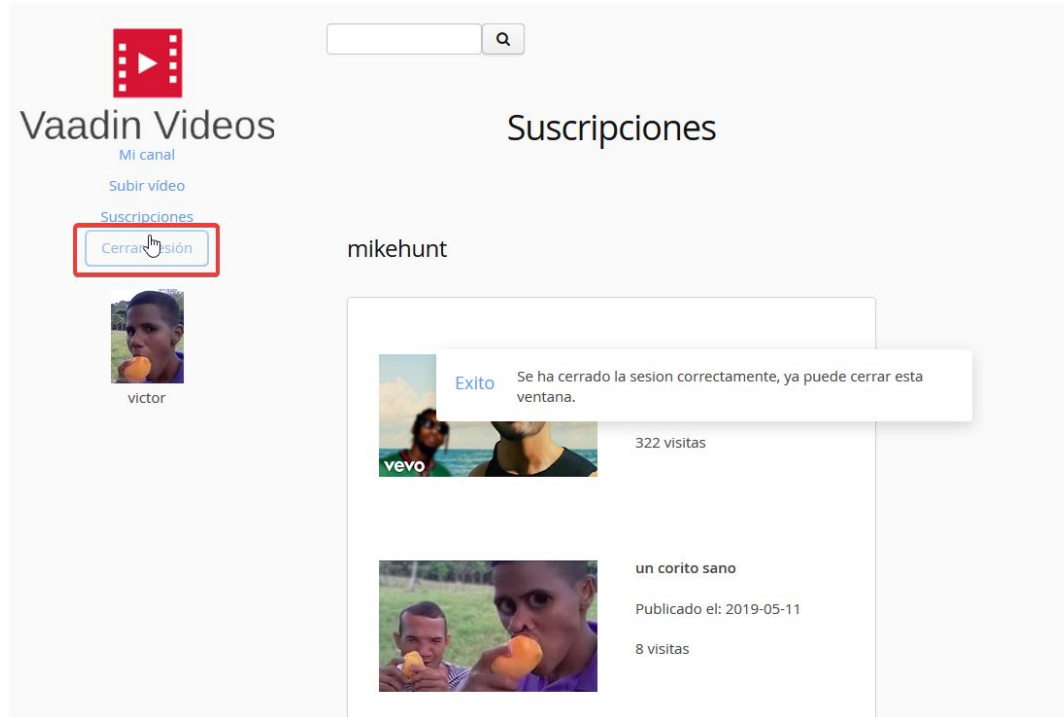 Vaadin Videos
Mi canal
Subir vídeo
Suscripciones
Cerrar sesión
victor
Suscripciones
mikehunt
Exito
Se ha cerrado la sesion correctamente, ya puede cerrar esta
ventana.
vevo
322 visitas
un corito sano
Publicado el: 2019-05-11
8 visitas